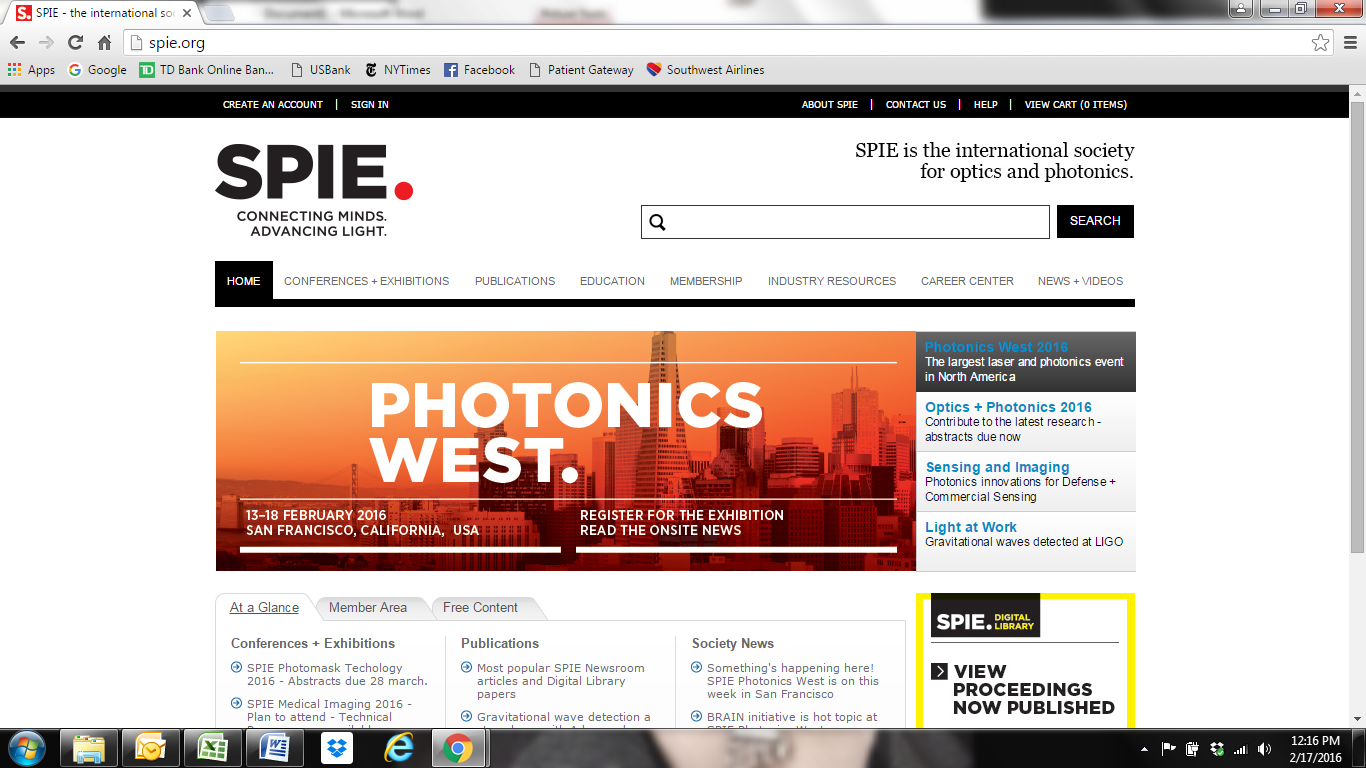 SPIE - the international so
spie.org
Apps
Google
TD Bank Online Ban...
USBank
NYTimes
Facebook
Patient Gateway
Southwest Airlines
CREATE AN ACCOUNT | SIGN IN
ABOUT SPIE | CONTACT US | HELP | VIEW CART (0 ITEMS)
SPIE.
CONNECTING MINDS.
ADVANCING LIGHT.
SPIE is the international society
for optics and photonics.
SEARCH
HOME
CONFERENCES + EXHIBITIONS
PUBLICATIONS
EDUCATION
MEMBERSHIP
INDUSTRY RESOURCES
CAREER CENTER
NEWS + VIDEOS
PHOTONICS
WEST.
13–18 FEBRUARY 2016
SAN FRANCISCO, CALIFORNIA, USA
REGISTER FOR THE EXHIBITION
READ THE ONSITE NEWS
Photonics West 2016
The largest laser and photonics event
in North America
Optics + Photonics 2016
Contribute to the latest research -
abstracts due now
Sensing and Imaging
Photonics innovations for Defense +
Commercial Sensing
Light at Work
Gravitational waves detected at LIGO
At a Glance
Member Area
Free Content
Conferences + Exhibitions
SPIE Photomask Techology
2016 - Abstracts due 28 march.
SPIE Medical Imaging 2016 -
Plan to attend - Technical
Publications
Most popular SPIE Newsroom
articles and Digital Library
papers
Gravitational wave detection a
Society News
Something's happening here!
SPIE Photonics West is on this
week in San Francisco
BRAIN initiative is hot topic at
SPIE. DIGITAL
LIBRARY
VIEW
PROCEEDINGS
NOW PUBLISHED
12:16 PM
2/17/2016